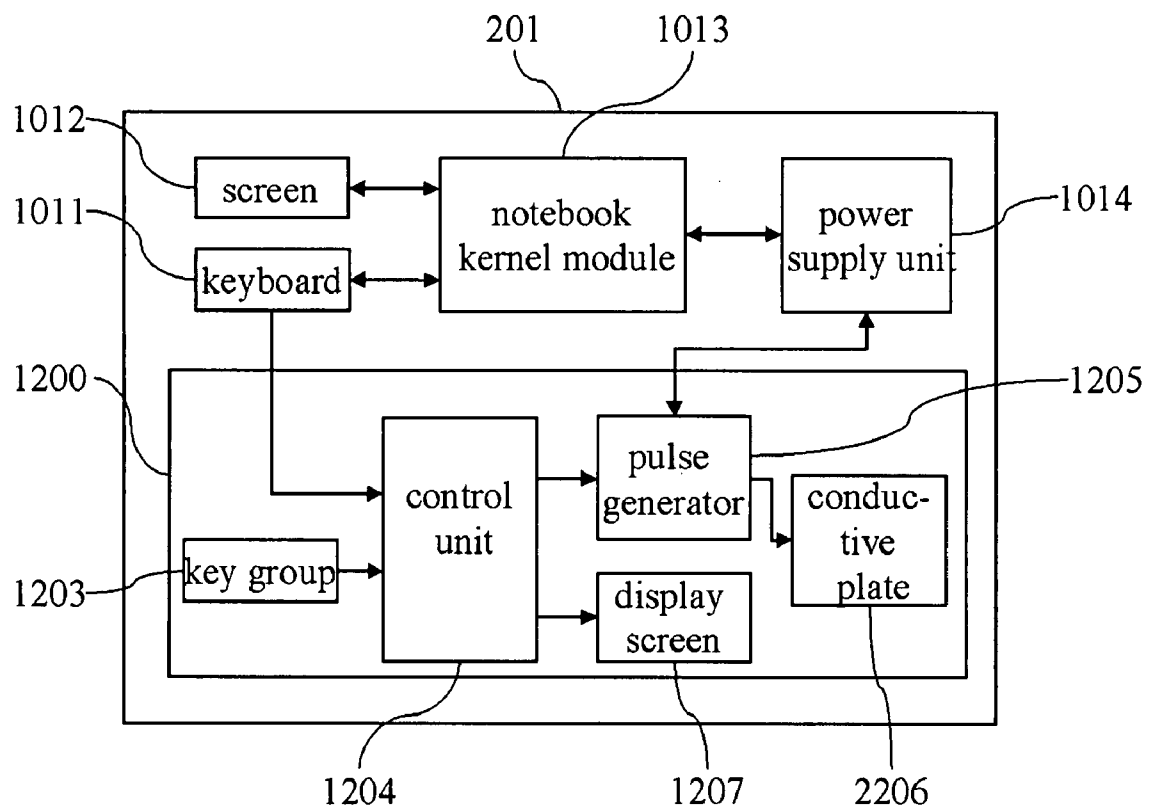 201
1013
1012
screen
notebook
kernel module
power
supply unit
1014
1011
keyboard
1200
1205
pulse
generator
control
unit
conduc-
tive
plate
key group
1203
display
screen
1204
1207
2206